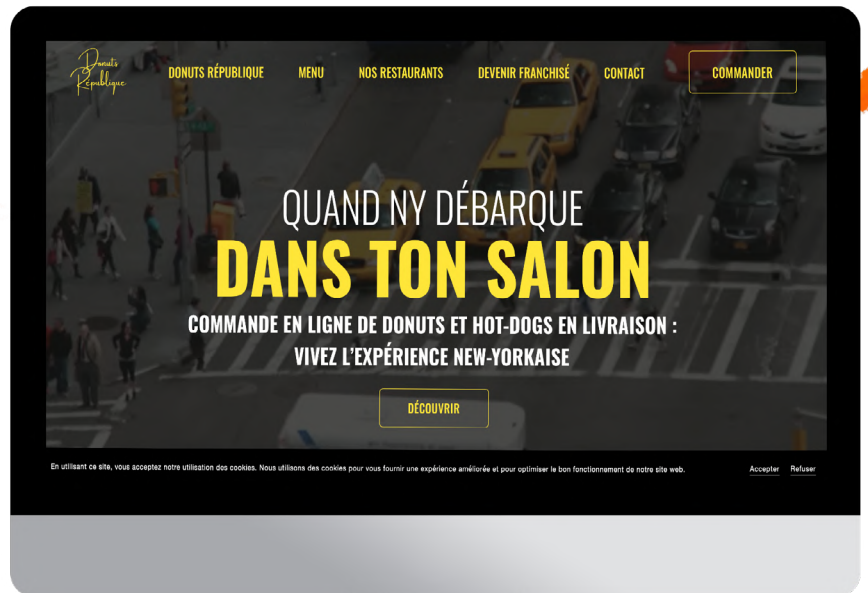 Donuts
République
DONUTS RÉPUBLIQUE
MENU
NOS RESTAURANTS
DEVENIR FRANCHISÉ
CONTACT
COMMANDER
QUAND NY DÉBARQUE
DANS TON SALON
COMMANDE EN LIGNE DE DONUTS ET HOT-DOGS EN LIVRAISON :
VIVEZ L'EXPÉRIENCE NEW-YORKAISE
DÉCOUVRIR
En utilisant ce site, vous acceptez notre utilisation des cookies. Nous utilisons des cookies pour vous fournir une expérience améliorée et pour optimiser le bon fonctionnement de notre site web.
Accepter
Refuser